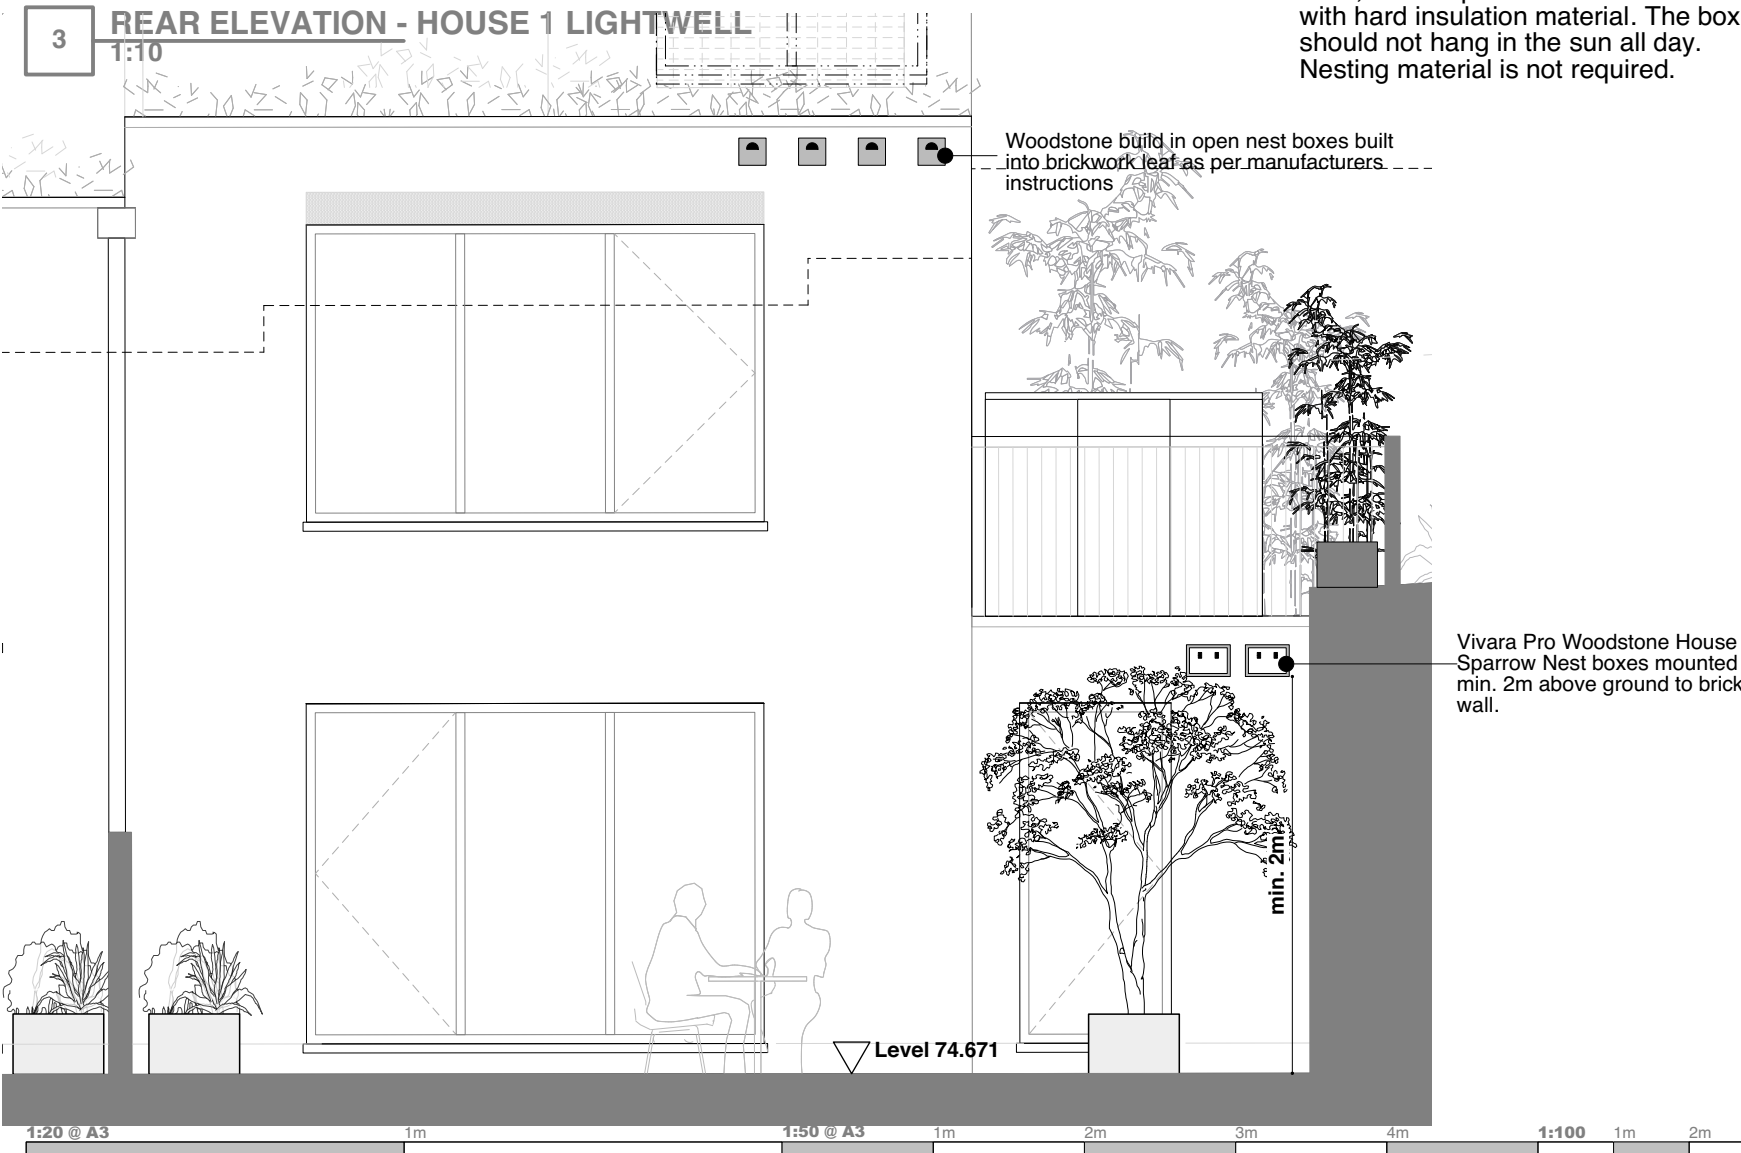 3
REAR ELEVATION - HOUSE 1 LIGHTWELL
1:10
with hard insulation material. The box
should not hang in the sun all day.
Nesting material is not required.
Woodstone build in open nest boxes built
into brickwork leaf as per manufacturers
instructions
Vivara Pro Woodstone House
Sparrow Nest boxes mounted
min. 2m above ground to brick
wall.
min. 2m
Level 74.671
1:20 @ A3 1m 1:50 @ A3 1m 2m 3m 4m 1:100 1m 2m